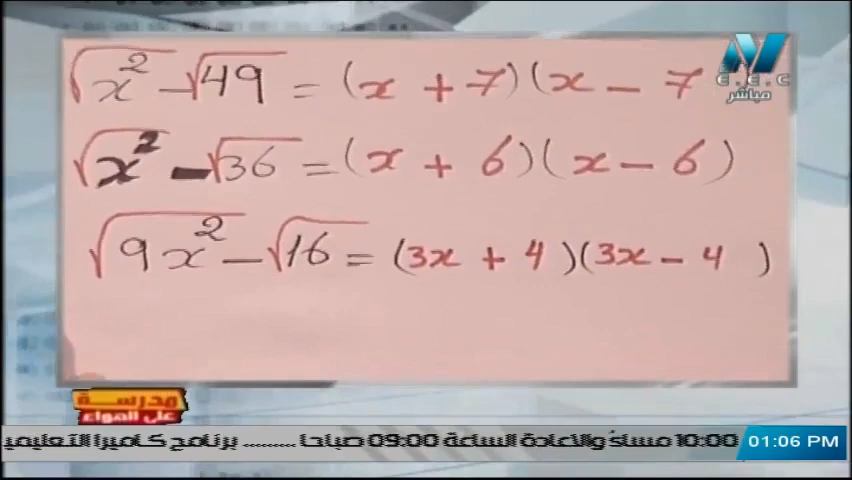 √x² - √49 = (x + 7)(x - 7
√x² - √36 = (x + 6)(x - 6)
√9x² - √16 = (3x + 4)(3x - 4)
E.E.C
مباشر
مدرسة
على الهواء
10:00 مساءً والاعادة الساعة 09:00 صباحا ......... برنامج كاميرا التعليمي
01:06 PM